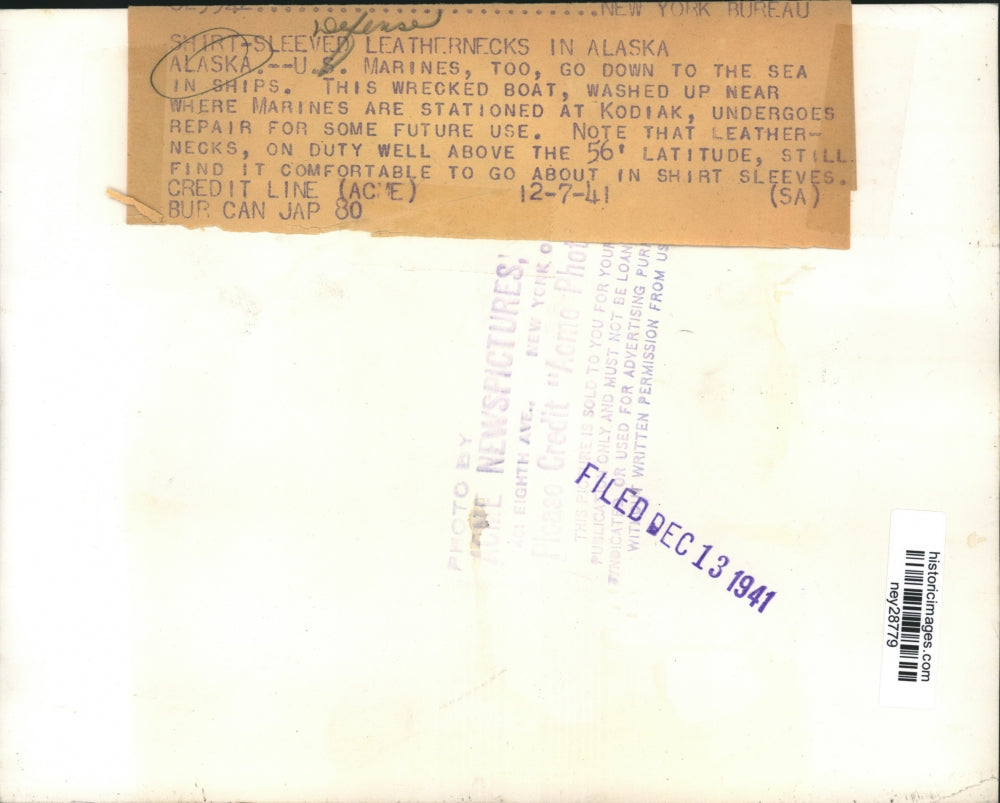 NEW YORK BUREAU
Defense
SHIRT-SLEEVED LEATHERNECKS IN ALASKA
ALASKA.--U.S. MARINES, TOO, GO DOWN TO THE SEA
IN SHIPS. THIS WRECKED BOAT, WASHED UP NEAR
WHERE MARINES ARE STATIONED AT KODIAK, UNDERGOES
REPAIR FOR SOME FUTURE USE. NOTE THAT LEATHER-
NECKS, ON DUTY WELL ABOVE THE 56' LATITUDE, STILL
FIND IT COMFORTABLE TO GO ABOUT IN SHIRT SLEEVES.
CREDIT LINE (ACME) 12-7-41 (SA)
BUR CAN JAP 80
PHOTO BY
ACME NEWSPICTURES,
EIGHTH AVE., NEW YORK
Please Credit "Acme Phot
THIS PICTURE IS SOLD TO YOU FOR YOUR
PUBLICATION ONLY AND MUST NOT BE LOAN
SYNDICATED OR USED FOR ADVERTISING PUR
WITHOUT WRITTEN PERMISSION FROM US
FILED DEC 13 1941
historicimages.com
ney28779